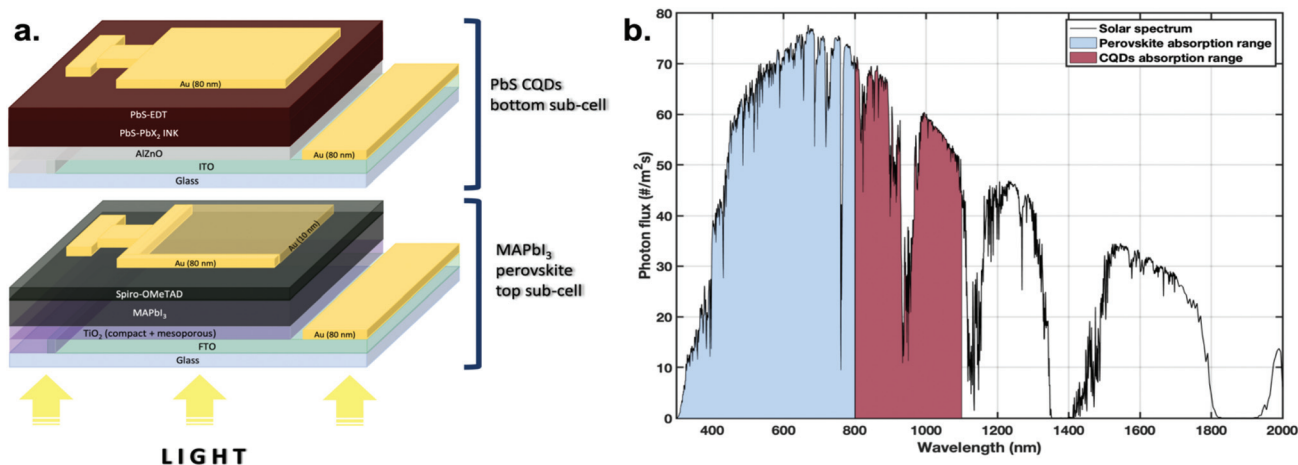 a.
Au (80 nm)
PbS-EDT
PbS-PbX₂ INK
AlZnO
Au (80 nm)
ITO
Glass
PbS CQDs
bottom sub-cell
Au (10 nm)
Au (80 nm)
Spiro-OMeTAD
MAPbI₃
TiO₂ (compact + mesoporous)
Au (80 nm)
FTO
Glass
MAPbI₃
perovskite
top sub-cell
LIGHT
b.
Solar spectrum
Perovskite absorption range
CQDs absorption range
Photon flux (#/m²s)
80
70
60
50
40
30
20
10
0
400 600 800 1000 1200 1400 1600 1800 2000
Wavelength (nm)